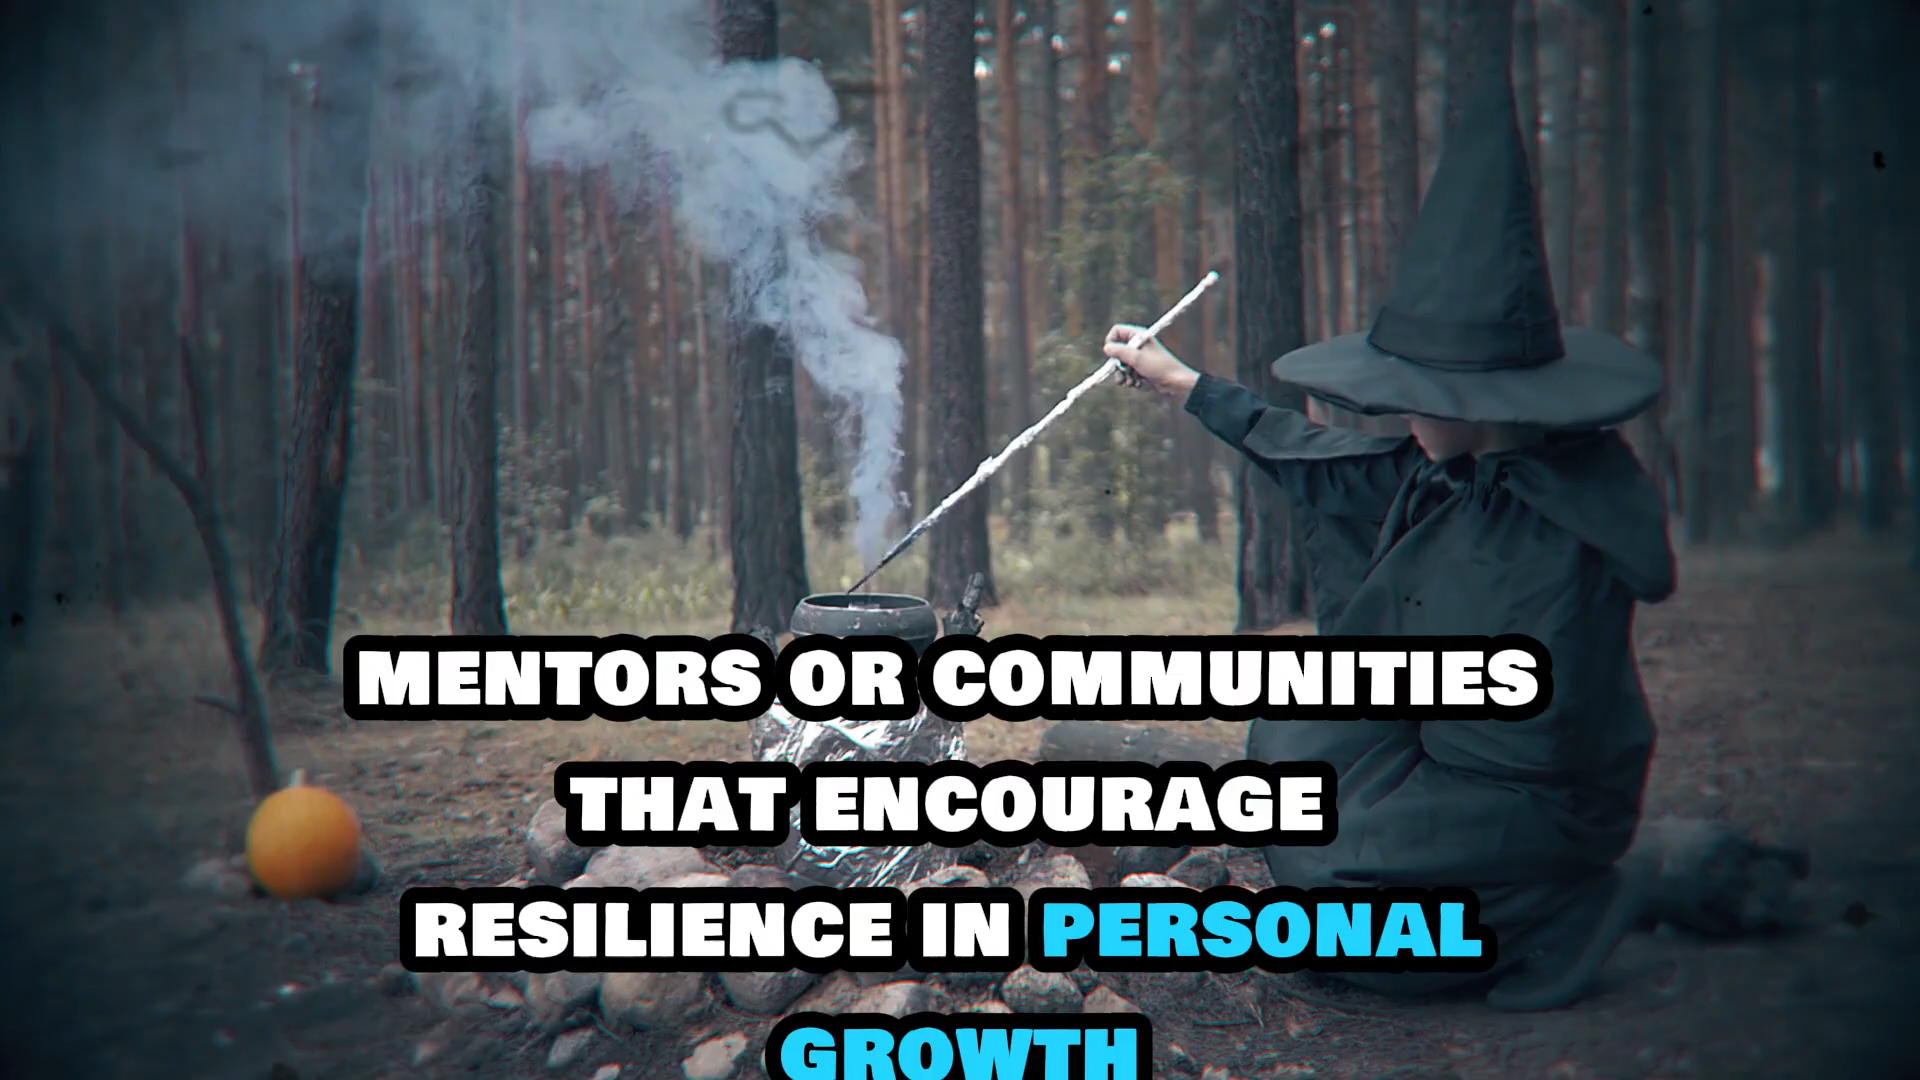 MENTORS OR COMMUNITIES
THAT ENCOURAGE
RESILIENCE IN PERSONAL
GROWTH